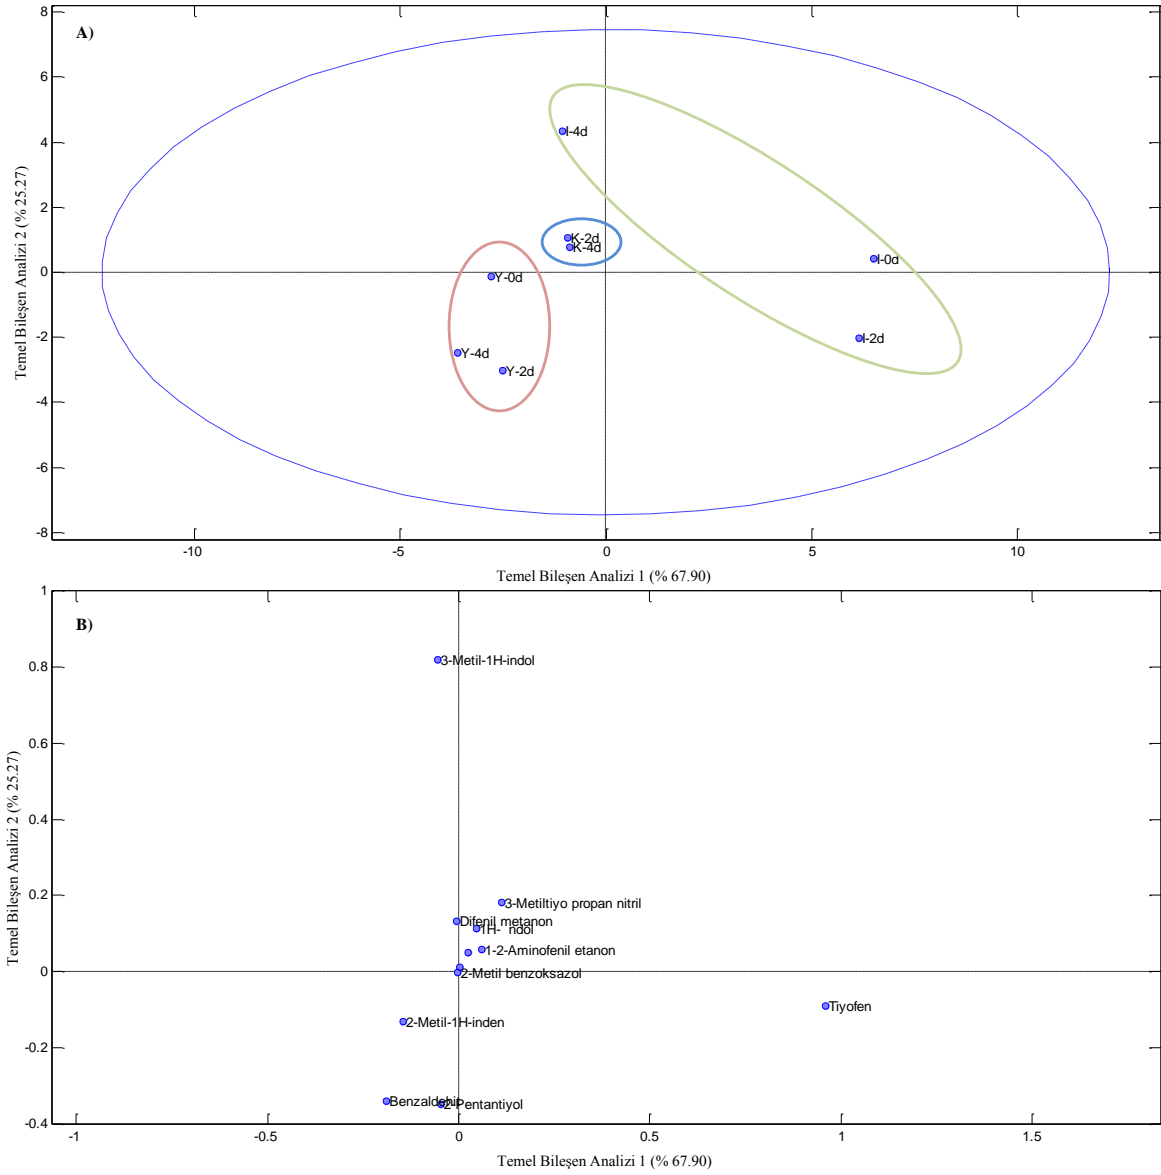 8
A)
6
4
2
0
-2
-4
-6
-8
Temel Bileşen Analizi 2 (% 25.27)
I-4d
K-2d
K-4d
Y-0d
I-0d
I-2d
Y-4d
Y-2d
-10
-5
0
5
10
Temel Bileşen Analizi 1 (% 67.90)
1
B)
0.8
0.6
0.4
0.2
0
-0.2
-0.4
Temel Bileşen Analizi 2 (% 25.27)
3-Metil-1H-indol
3-Metiltiyo propan nitril
Difenil metanon
1H- ndol
1-2-Aminofenil etanon
2-Metil benzoksazol
Tiyofen
2-Metil-1H-inden
Benzaldehit
2-Pentantiyol
-1
-0.5
0
0.5
1
1.5
Temel Bileşen Analizi 1 (% 67.90)